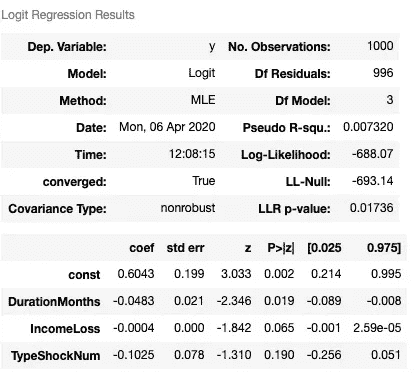 Logit Regression Results
Dep. Variable: y No. Observations: 1000
Model: Logit Df Residuals: 996
Method: MLE Df Model: 3
Date: Mon, 06 Apr 2020 Pseudo R-squ.: 0.007320
Time: 12:08:15 Log-Likelihood: -688.07
converged: True LL-Null: -693.14
Covariance Type: nonrobust LLR p-value: 0.01736
coef std err z P>|z| [0.025 0.975]
const 0.6043 0.199 3.033 0.002 0.214 0.995
DurationMonths -0.0483 0.021 -2.346 0.019 -0.089 -0.008
IncomeLoss -0.0004 0.000 -1.842 0.065 -0.001 2.59e-05
TypeShockNum -0.1025 0.078 -1.310 0.190 -0.256 0.051